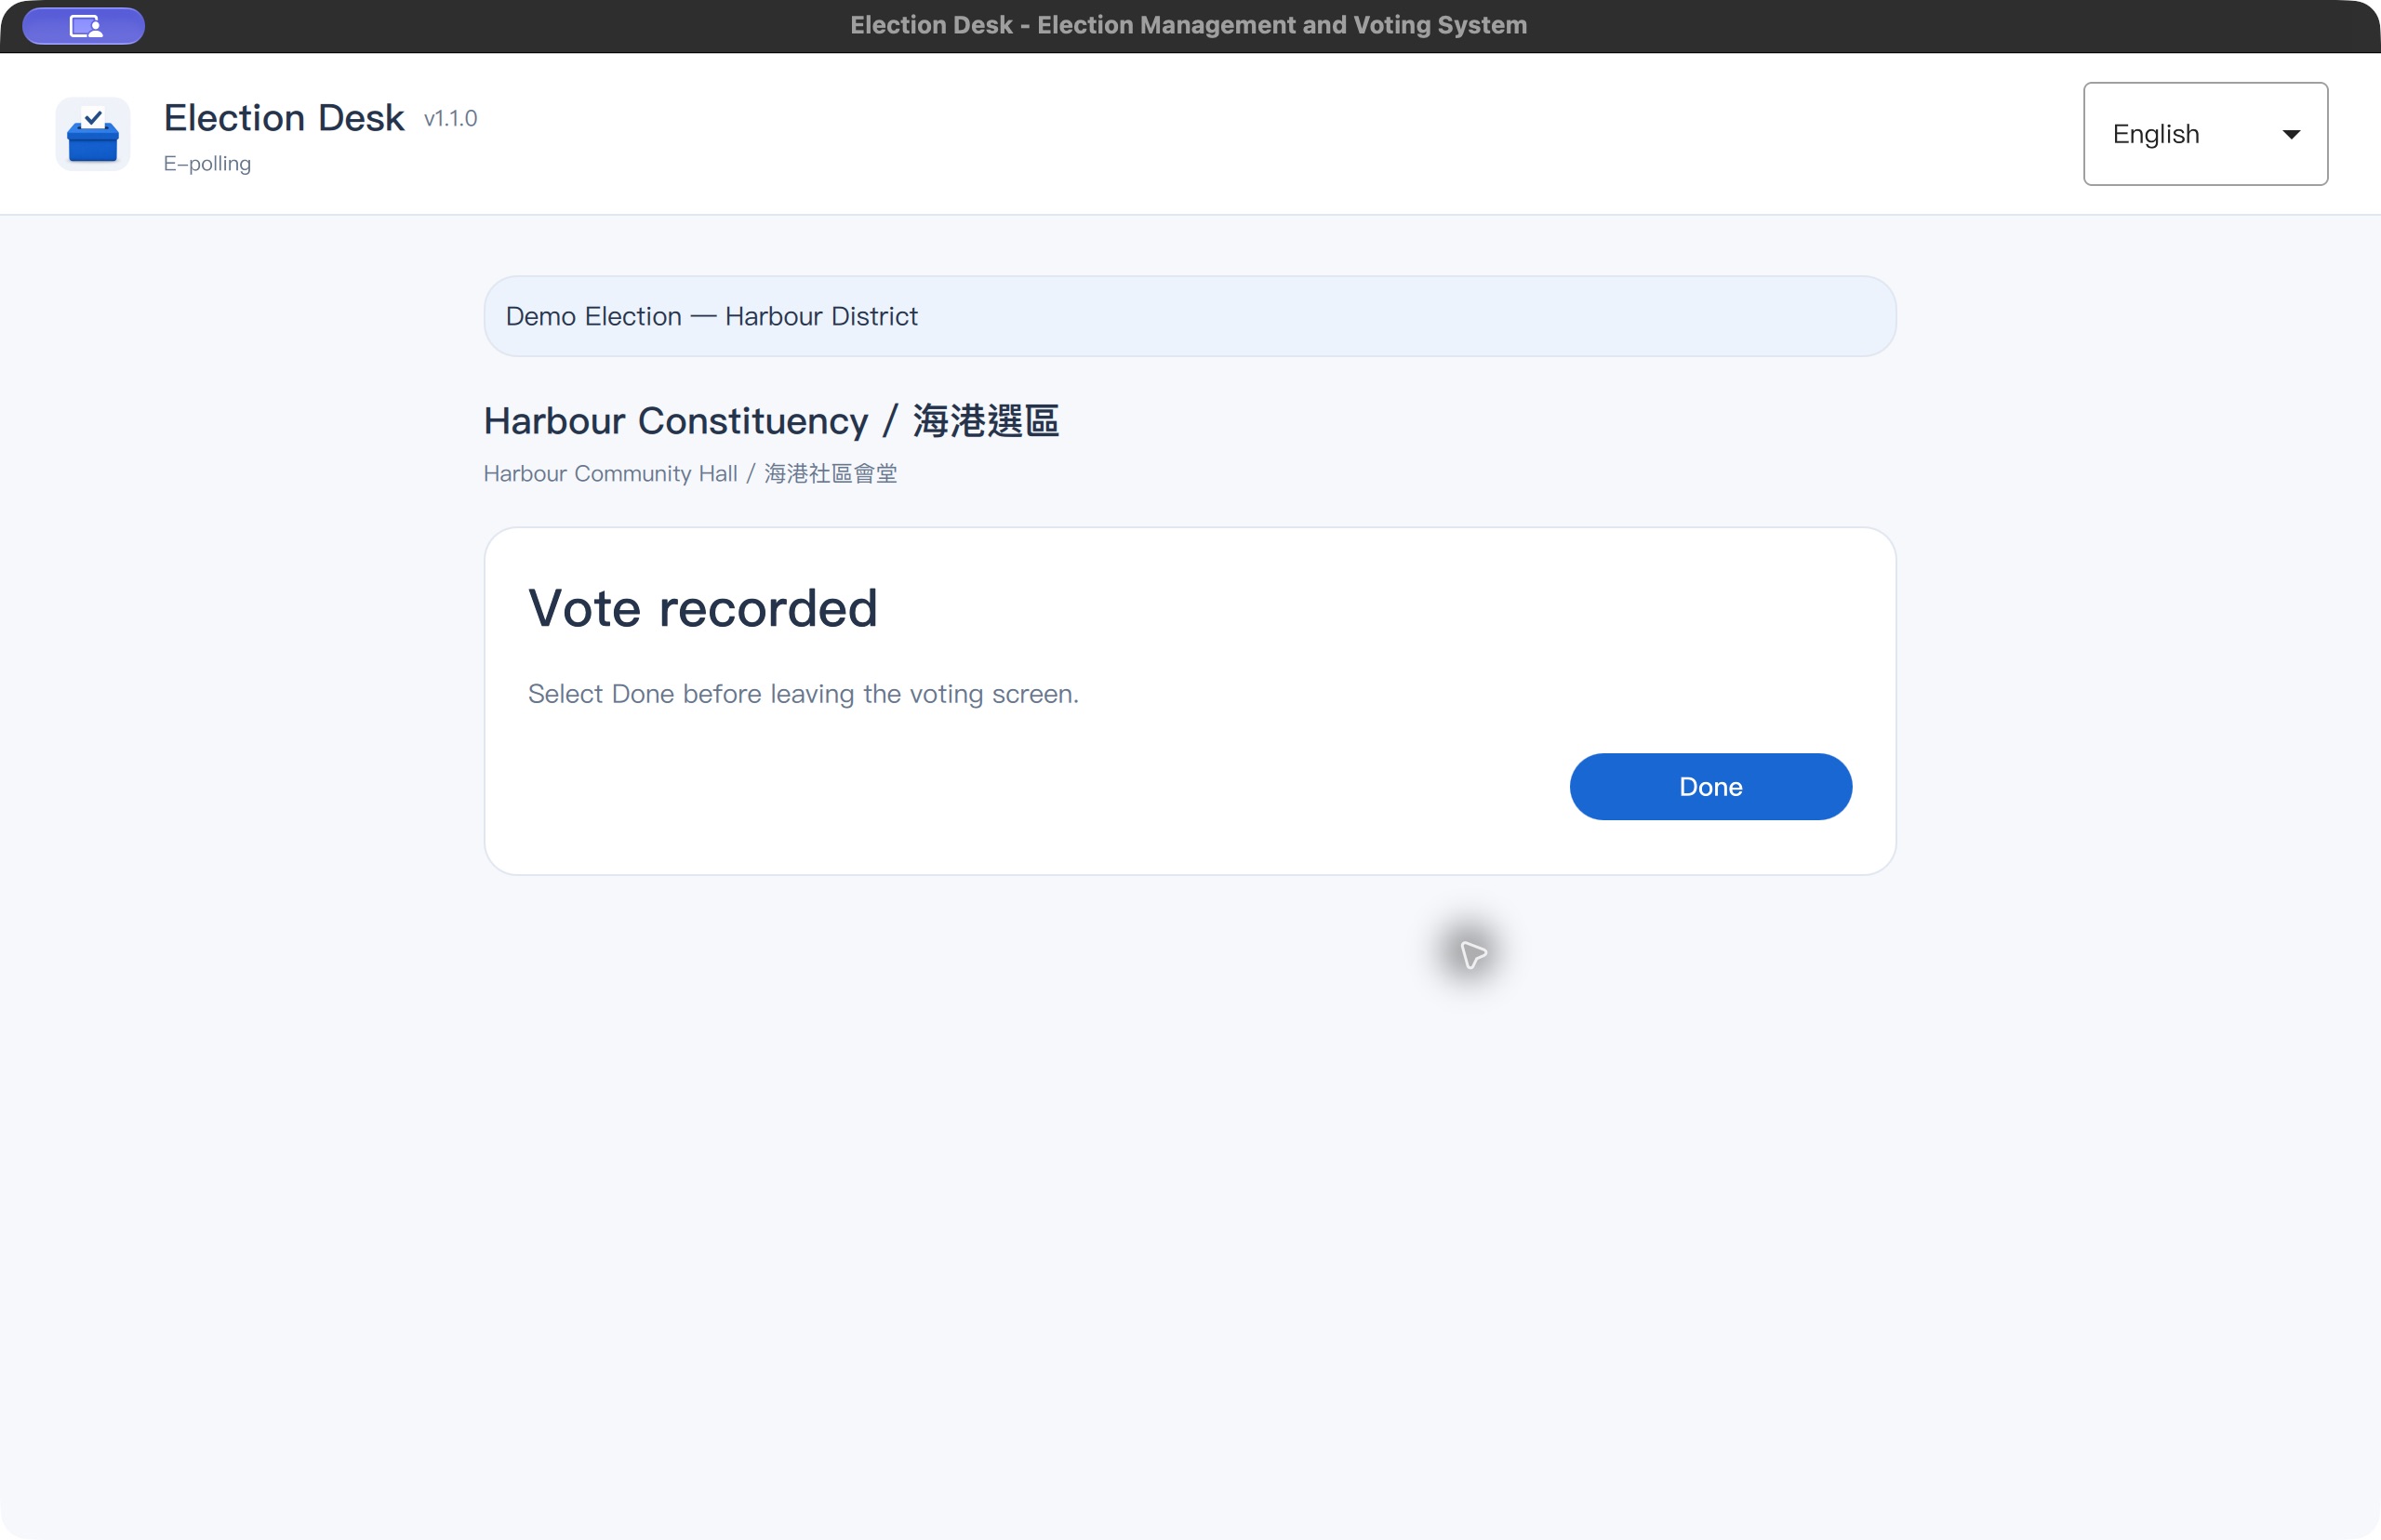 Election Desk - Election Management and Voting System
Election Desk v1.1.0
E-polling
English
Demo Election — Harbour District
Harbour Constituency / 海港選區
Harbour Community Hall / 海港社區會堂
Vote recorded
Select Done before leaving the voting screen.
Done